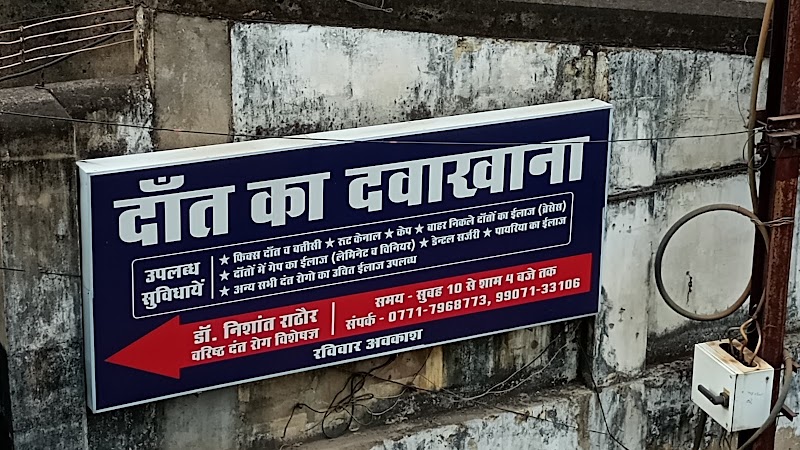 दाँत का दवाखाना
उपलब्ध
सुविधायें
★ फिक्स दाँत व बत्तीसी ★ रूट केनाल ★ केप ★ बाहर निकले दाँतों का ईलाज (ब्रेसेस)
★ दाँतों में गेप का ईलाज (लेमिनेट व विनियर) ★ डेन्टल सर्जरी ★ पायरिया का ईलाज
★ अन्य सभी दंत रोगो का उचित ईलाज उपलब्ध
डॉ. निशांत राठौर
वरिष्ठ दंत रोग विशेषज्ञ
समय - सुबह 10 से शाम 4 बजे तक
संपर्क - 0771-7968773, 99071-33106
रविवार अवकाश